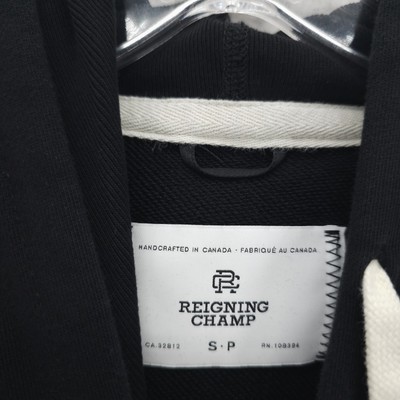 HANDCRAFTED IN CANADA - FABRIQUÉ AU CANADA
RC
REIGNING
CHAMP
CA.32812 S·P RN.108384